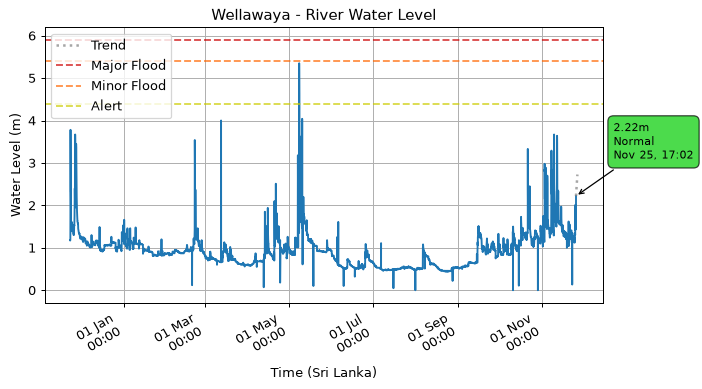 Wellawaya - River Water Level
Trend
Major Flood
Minor Flood
Alert
Water Level (m)
6
5
4
3
2
1
0
2.22m
Normal
Nov 25, 17:02
01 Jan
00:00
01 Mar
00:00
01 May
00:00
01 Jul
00:00
01 Sep
00:00
01 Nov
00:00
Time (Sri Lanka)